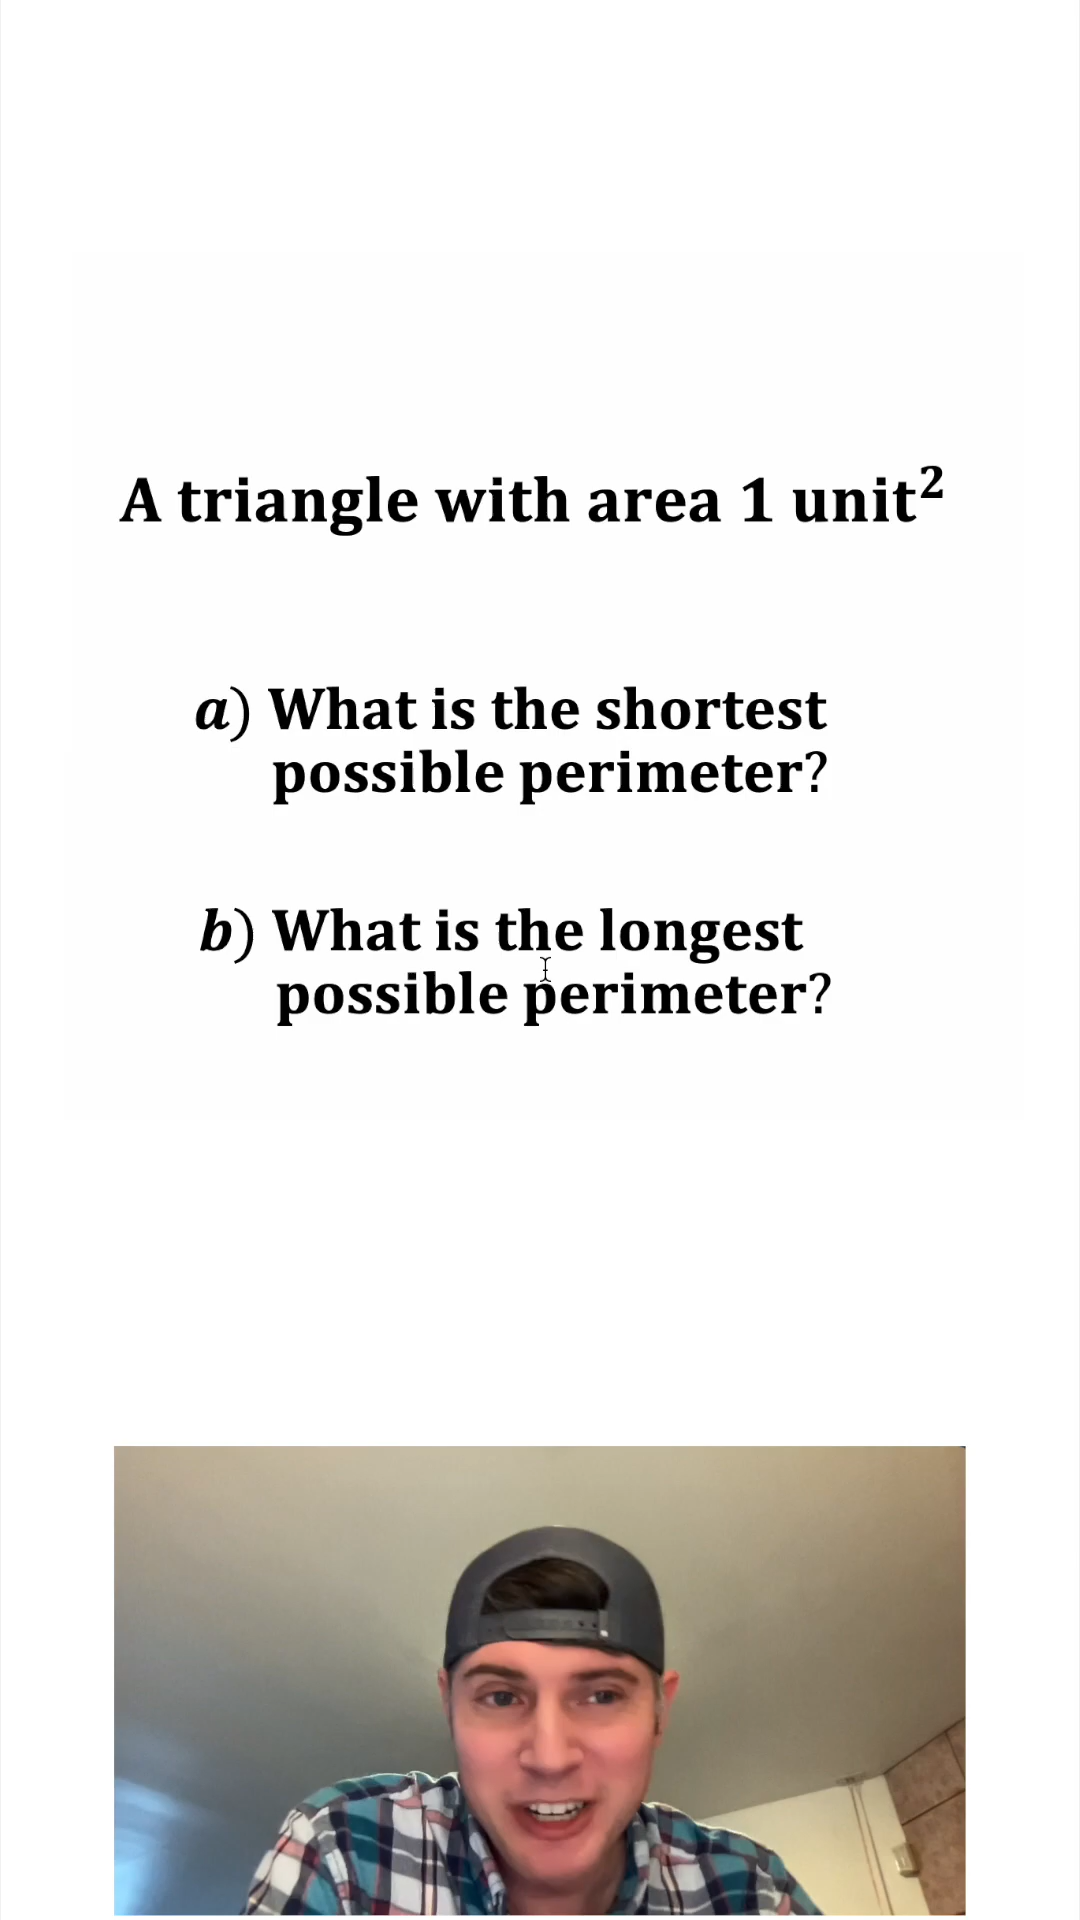 A triangle with area 1 unit²
a) What is the shortest
possible perimeter?
b) What is the longest
possible perimeter?